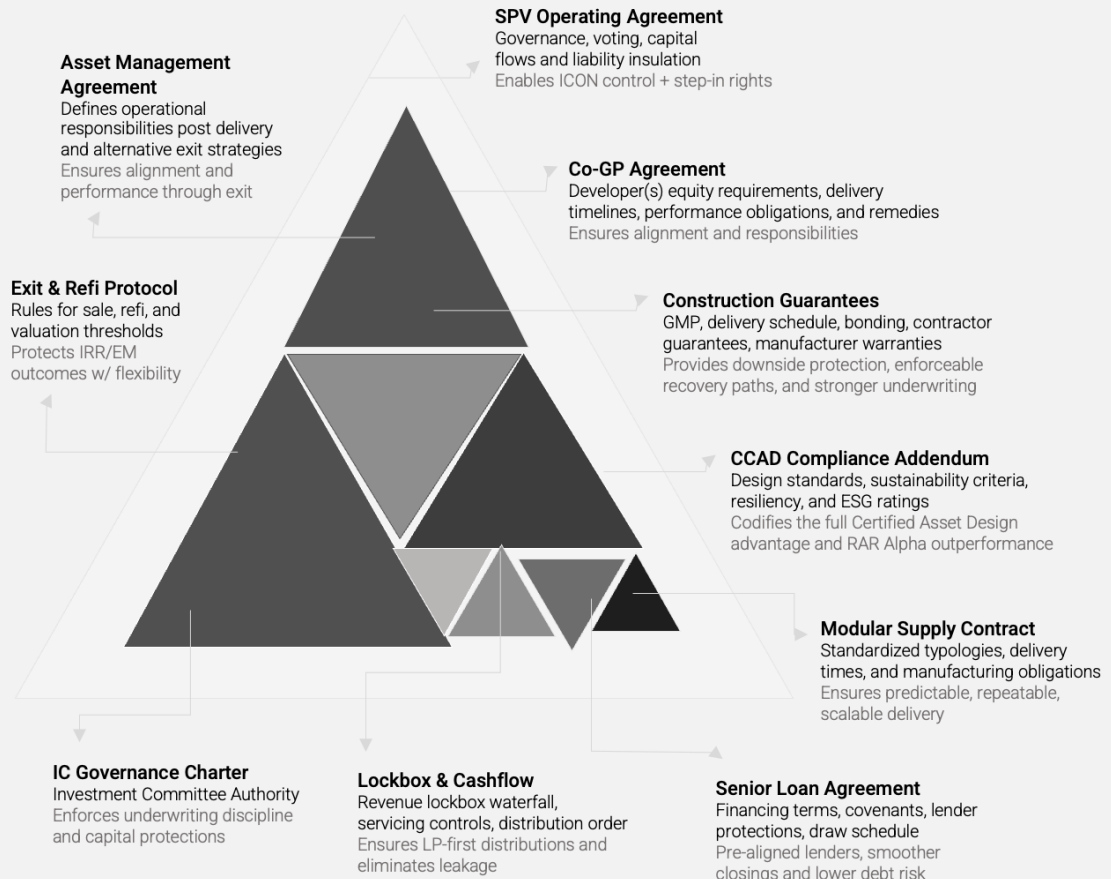 SPV Operating Agreement
Governance, voting, capital
flows and liability insulation
Enables ICON control + step-in rights
Asset Management
Agreement
Defines operational
responsibilities post delivery
and alternative exit strategies
Ensures alignment and
performance through exit
Co-GP Agreement
Developer(s) equity requirements, delivery
timelines, performance obligations, and remedies
Ensures alignment and responsibilities
Exit & Refi Protocol
Rules for sale, refi, and
valuation thresholds
Protects IRR/EM
outcomes w/ flexibility
Construction Guarantees
GMP, delivery schedule, bonding, contractor
guarantees, manufacturer warranties
Provides downside protection, enforceable
recovery paths, and stronger underwriting
CCAD Compliance Addendum
Design standards, sustainability criteria,
resiliency, and ESG ratings
Codifies the full Certified Asset Design
advantage and RAR Alpha outperformance
Modular Supply Contract
Standardized typologies, delivery
times, and manufacturing obligations
Ensures predictable, repeatable,
scalable delivery
IC Governance Charter
Investment Committee Authority
Enforces underwriting discipline
and capital protections
Lockbox & Cashflow
Revenue lockbox waterfall,
servicing controls, distribution order
Ensures LP-first distributions and
eliminates leakage
Senior Loan Agreement
Financing terms, covenants, lender
protections, draw schedule
Pre-aligned lenders, smoother
closings and lower debt risk